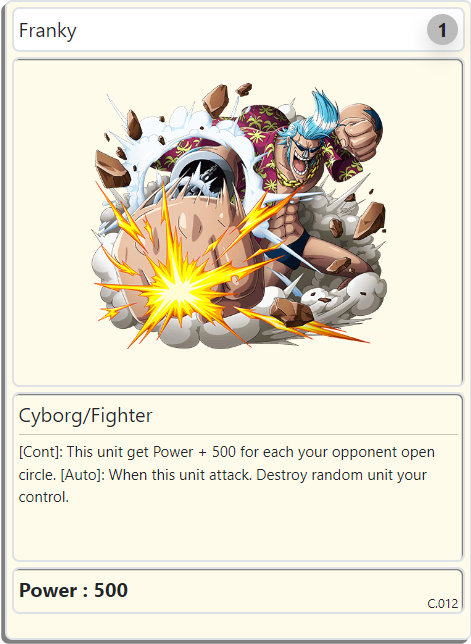 Franky
1
Cyborg/Fighter
[Cont]: This unit get Power + 500 for each your opponent open
circle. [Auto]: When this unit attack. Destroy random unit your
control.
Power : 500
C.012